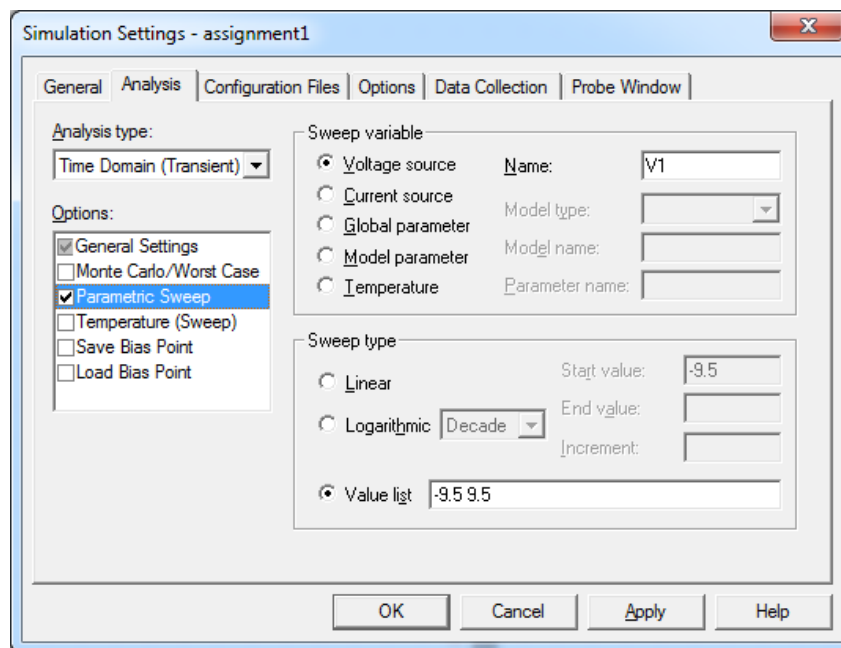 Simulation Settings - assignment1
General
Analysis
Configuration Files
Options
Data Collection
Probe Window
Analysis type:
Time Domain (Transient)
Options:
General Settings
Monte Carlo/Worst Case
Parametric Sweep
Temperature (Sweep)
Save Bias Point
Load Bias Point
Sweep variable
Voltage source
Current source
Global parameter
Model parameter
Temperature
Name:
V1
Model type:
Model name:
Parameter name:
Sweep type
Linear
Logarithmic
Decade
Start value:
-9.5
End value:
Increment:
Value list
-9.5 9.5
OK
Cancel
Apply
Help